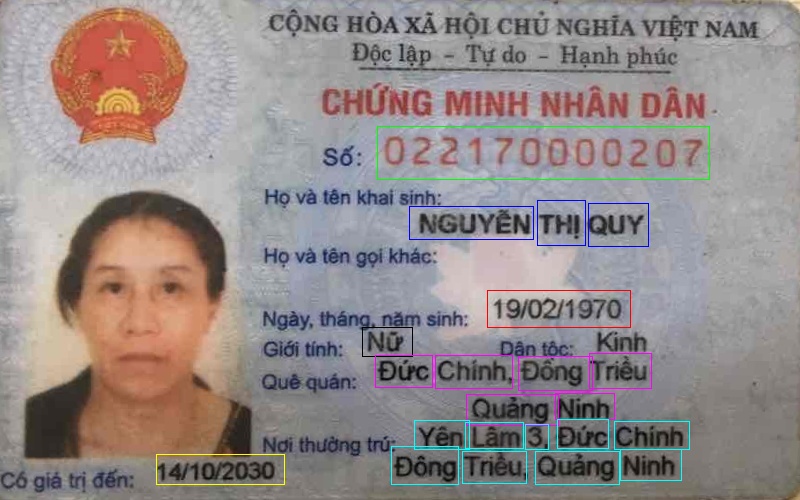 CỘNG HÒA XÃ HỘI CHỦ NGHĨA VIỆT NAM
Độc lập - Tự do - Hạnh phúc
CHỨNG MINH NHÂN DÂN
Số: 022170000207
Họ và tên khai sinh:
NGUYỄN THỊ QUY
Họ và tên gọi khác:
Ngày, tháng, năm sinh: 19/02/1970
Giới tính: Nữ Dân tộc: Kinh
Quê quán: Đức Chính, Đông Triều
Quảng Ninh
Nơi thường trú: Yên Lâm 3, Đức Chính
Đông Triều, Quảng Ninh
Có giá trị đến: 14/10/2030